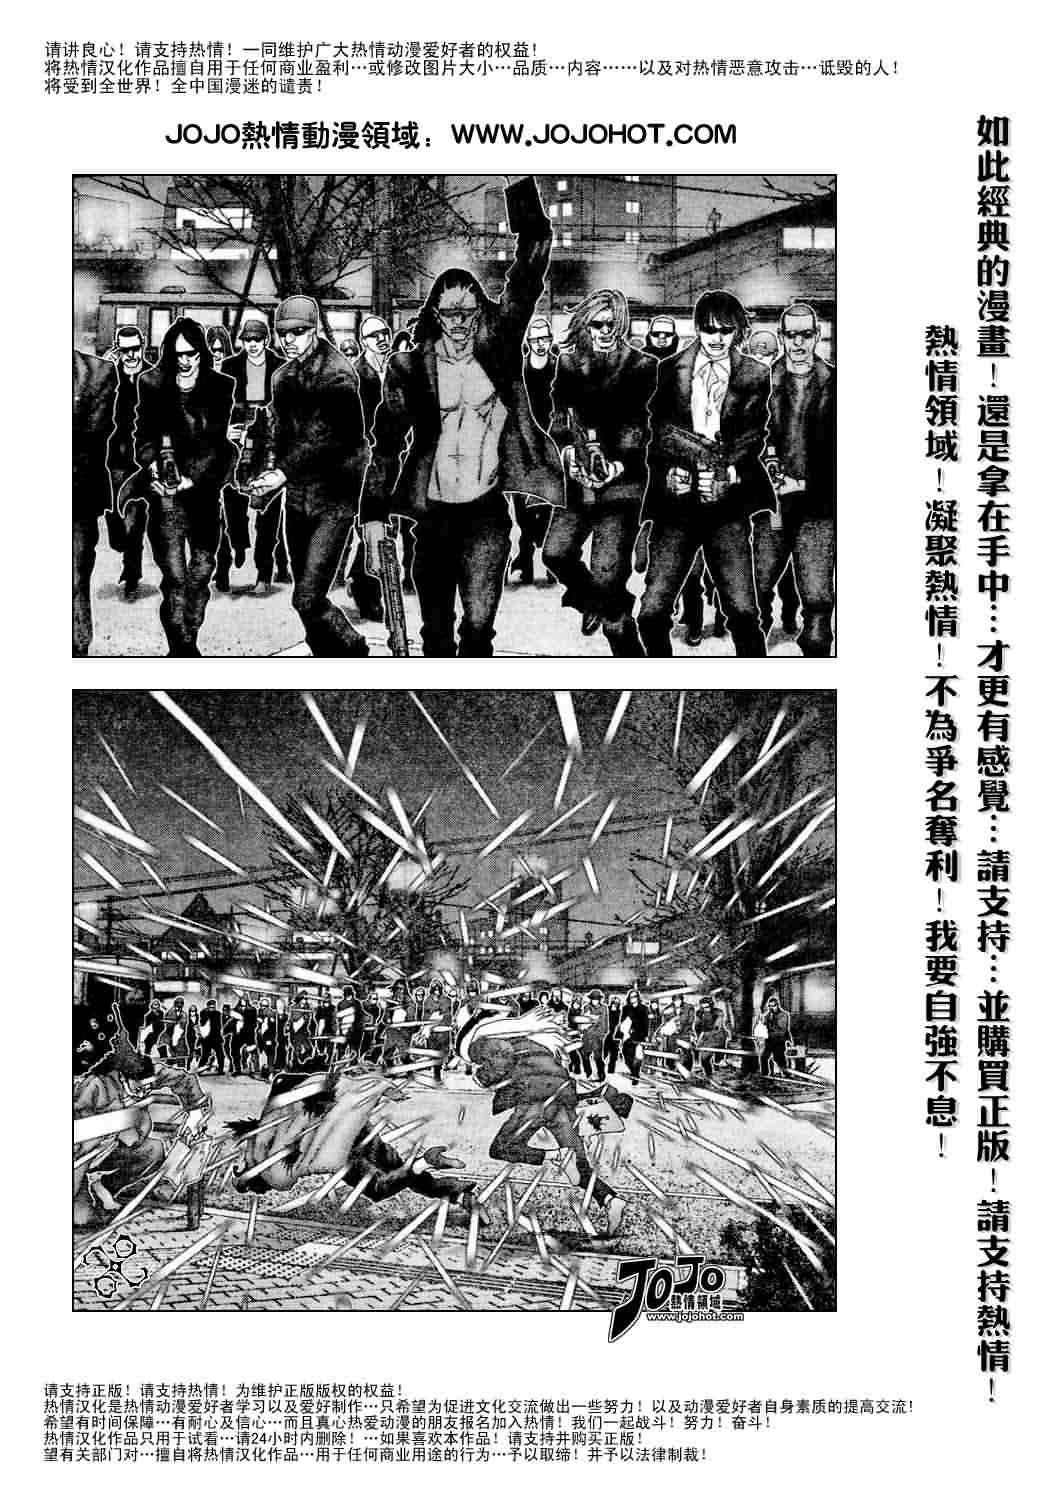 请讲良心！请支持热情！一同维护广大热情动漫爱好者的权益！
将热情汉化作品擅自用于任何商业盈利…或修改图片大小…品质…内容……以及对热情恶意攻击…诋毁的人！
将受到全世界！全中国漫迷的谴责！
JOJO熱情動漫領域：WWW.JOJOHOT.COM
如此經典的漫畫！還是拿在手中…才更有感覺…請支持…並購買正版！請支持熱情！
熱情領域！凝聚熱情！不為爭名奪利！我要自強不息！
JOJO
熱情領域
www.jojohot.com
请支持正版！请支持热情！为维护正版版权的权益！
热情汉化是热情动漫爱好者学习以及爱好制作…只希望为促进文化交流做出一些努力！以及动漫爱好者自身素质的提高交流！
希望有时间保障…有耐心及信心…而且真心热爱动漫的朋友报名加入热情！我们一起战斗！努力！奋斗！
热情汉化作品只用于试看…请24小时内删除！…如果喜欢本作品！请支持并购买正版！
望有关部门对…擅自将热情汉化作品…用于任何商业用途的行为…予以取缔！并予以法律制裁！